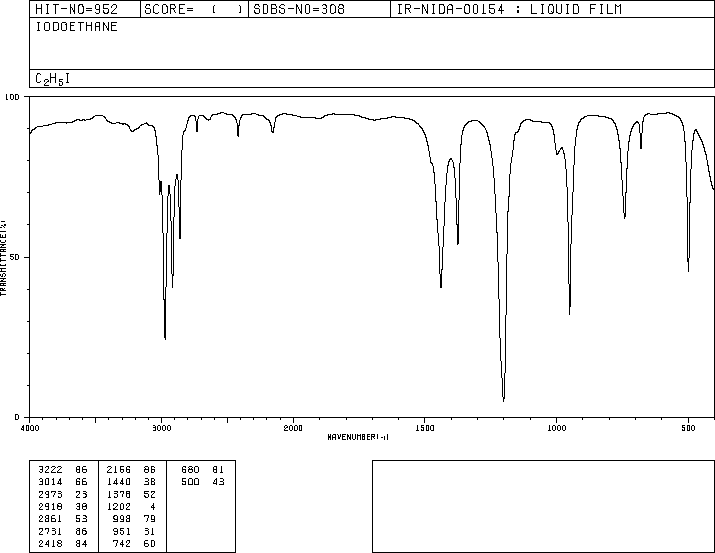 HIT-NO=952 SCORE= ( ) SDBS-NO=308 IR-NIDA-00154 : LIQUID FILM
IODOETHANE
C2H5I
100
50
0
TRANSMITTANCE(%)
4000 3000 2000 1500 1000 500
WAVENUMBER(-1)
3222 86 2156 86 680 81
3014 66 1440 38 500 43
2973 23 1378 52
2918 38 1202 4
2861 53 998 79
2731 86 951 31
2418 84 742 60